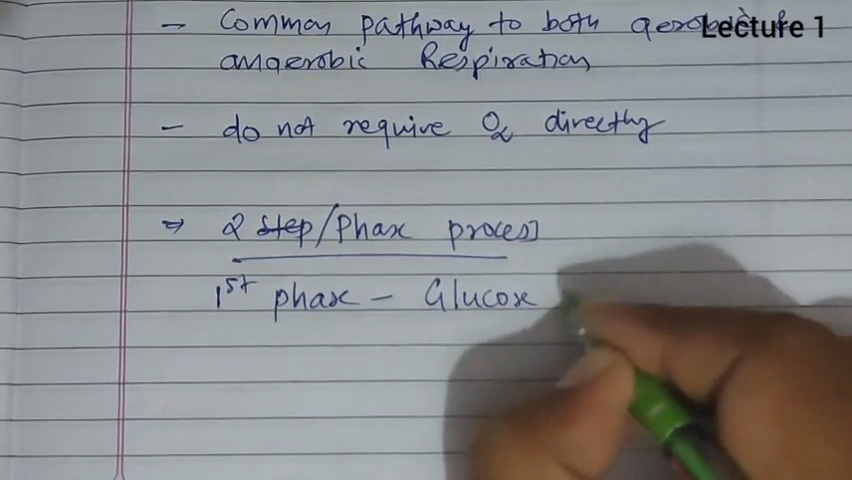 - Common pathway to both aerobic &
Lecture 1
anaerobic Respiration
- do not require O2 directly
⇒ 2 Step/Phase process
1st phase - Glucose